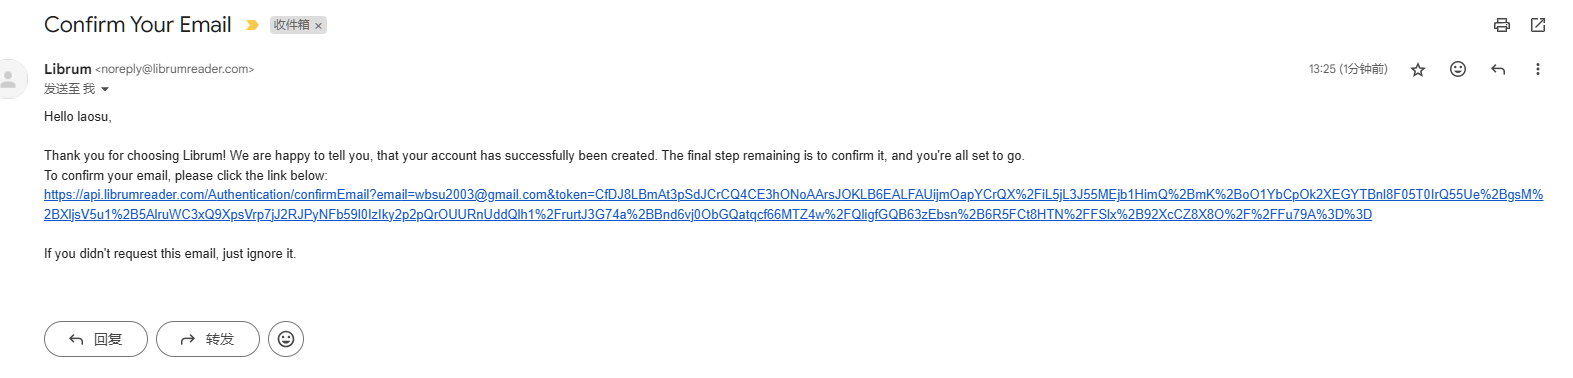 Confirm Your Email 收件箱 ×
Librum <noreply@librumreader.com> 13:25 (1分钟前)
发送至 我
Hello laosu,
Thank you for choosing Librum! We are happy to tell you, that your account has successfully been created. The final step remaining is to confirm it, and you're all set to go.
To confirm your email, please click the link below:
https://api.librumreader.com/Authentication/confirmEmail?email=wbsu2003@gmail.com&token=CfDJ8LBmAt3pSdJCrCQ4CE3hONoAArsJOKLB6EALFAUijmOapYCrQX%2FiL5jL3J55MEjb1HimQ%2BmK%2BoO1YbCpOk2XEGYTBnl8F05T0IrQ55Ue%2BgsM%
2BXljsV5u1%2B5AlruWC3xQ9XpsVrp7jJ2RJPyNFb59I0lzIky2p2pQrOUURnUddQlh1%2FrurtJ3G74a%2BBnd6vj0ObGQatqcf66MTZ4w%2FQligfGQB63zEbsn%2B6R5FCt8HTN%2FFSlx%2B92XcCZ8X8O%2F%2FFu79A%3D%3D
If you didn't request this email, just ignore it.
回复 转发